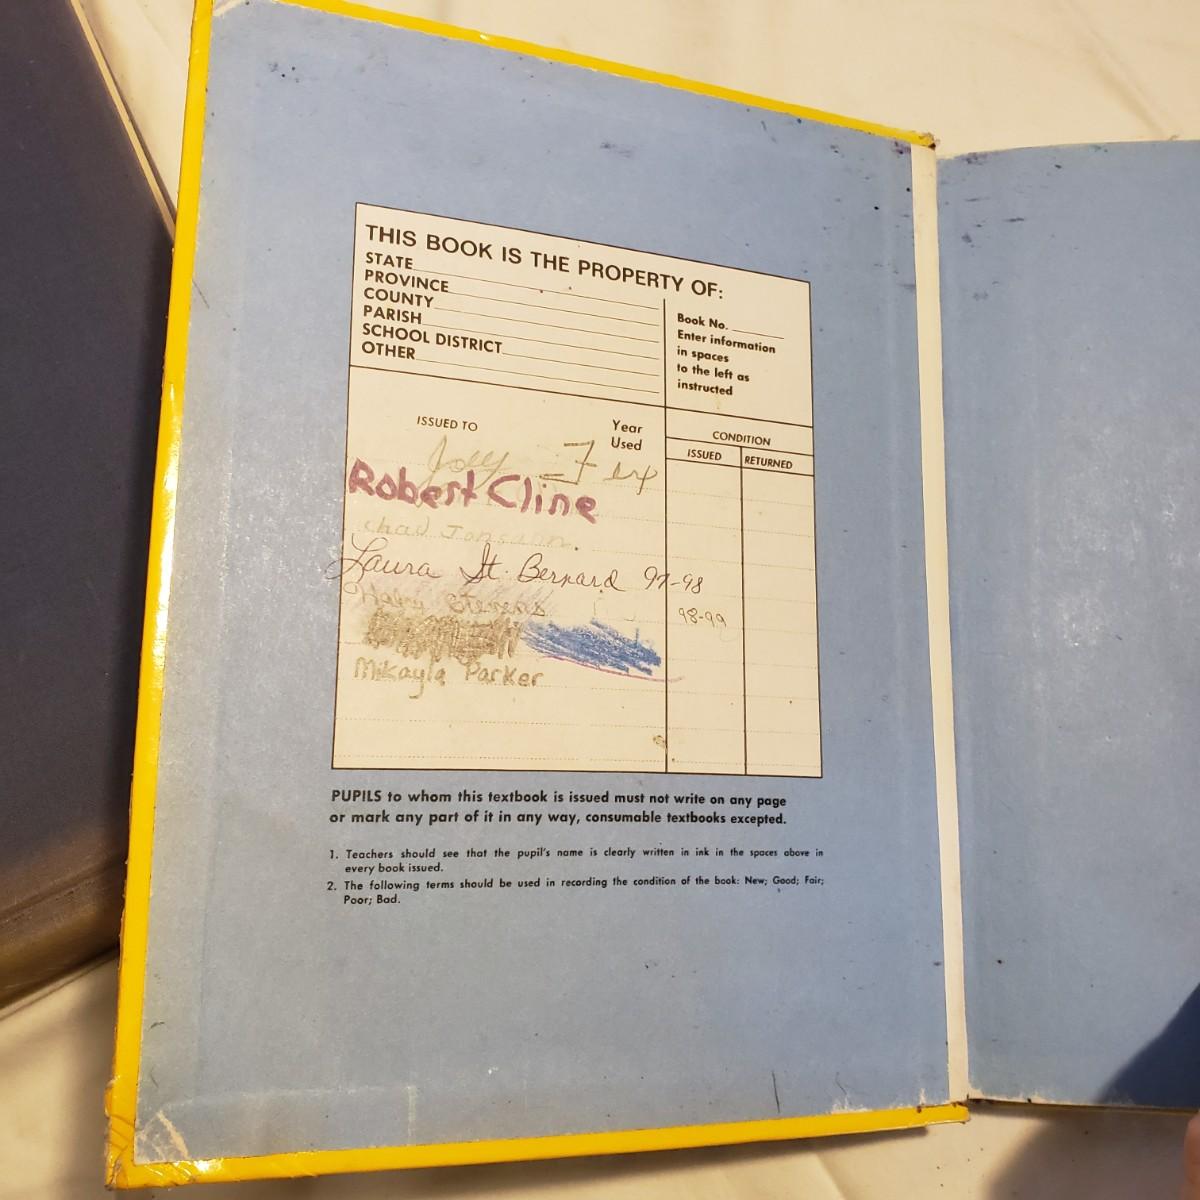 THIS BOOK IS THE PROPERTY OF:
STATE
PROVINCE
COUNTY
PARISH
SCHOOL DISTRICT
OTHER
Book No.
Enter information
in spaces
to the left as
instructed
ISSUED TO
Year
Used
CONDITION
ISSUED
RETURNED
Robert Cline
chad
Laura St. Bernard 97-98
Stevens 98-99
Mikayla Parker
PUPILS to whom this textbook is issued must not write on any page
or mark any part of it in any way, consumable textbooks excepted.
1. Teachers should see that the pupil's name is clearly written in ink in the spaces above in
every book issued.
2. The following terms should be used in recording the condition of the book: New; Good; Fair;
Poor; Bad.